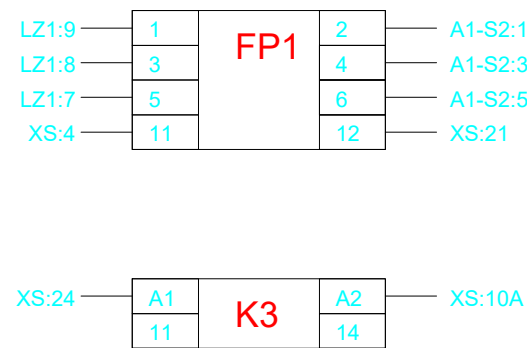 LZ1:9 1 FP1 2 A1-S2:1
LZ1:8 3 4 A1-S2:3
LZ1:7 5 6 A1-S2:5
XS:4 11 12 XS:21
XS:24 A1 K3 A2 XS:10A
11 14